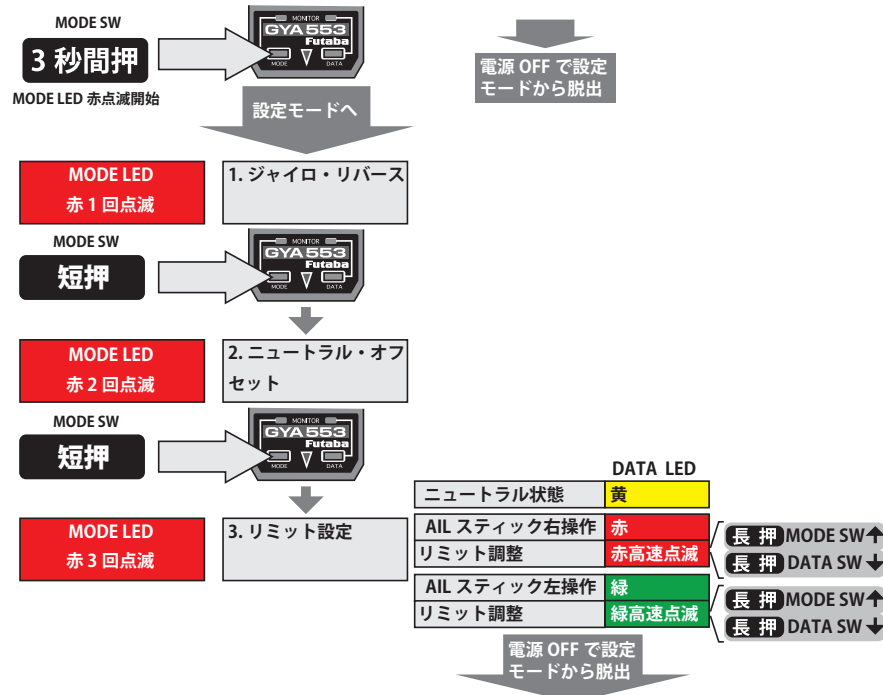 MODE SW
3 秒間押
MODE LED 赤点滅開始
MONITOR
GYA553
Futaba
MODE
DATA
電源 OFF で設定
モードから脱出
設定モードへ
MODE LED
赤 1 回点滅
1. ジャイロ・リバース
MODE SW
短押
MONITOR
GYA553
Futaba
MODE
DATA
MODE LED
赤 2 回点滅
2. ニュートラル・オフ
セット
MODE SW
短押
MONITOR
GYA553
Futaba
MODE
DATA
MODE LED
赤 3 回点滅
3. リミット設定
DATA LED
ニュートラル状態 黄
AIL スティック右操作 赤
リミット調整 赤高速点滅
長 押 MODE SW↑
長 押 DATA SW↓
AIL スティック左操作 緑
リミット調整 緑高速点滅
長 押 MODE SW↑
長 押 DATA SW↓
電源 OFF で設定
モードから脱出